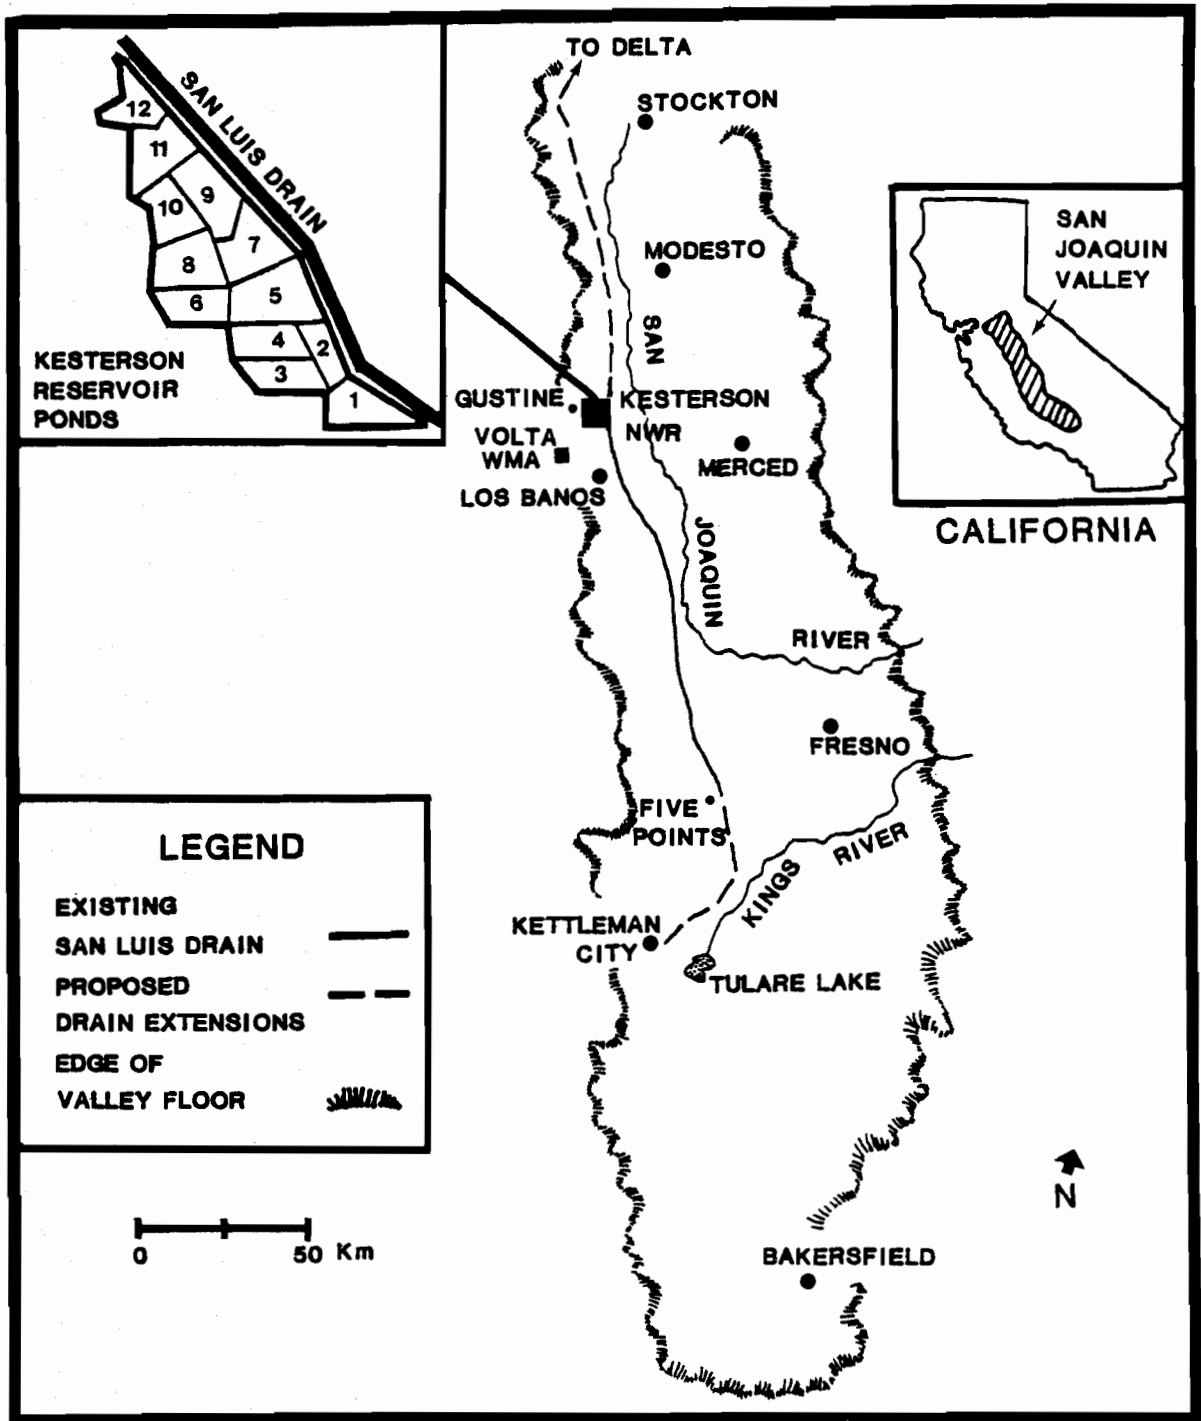 TO DELTA
STOCKTON
SAN LUIS DRAIN
12
11
9
10
7
8
5
6
4
2
3
1
KESTERSON
RESERVOIR
PONDS
MODESTO
SAN
JOAQUIN
VALLEY
CALIFORNIA
SAN
JOAQUIN
RIVER
GUSTINE
KESTERSON
NWR
VOLTA
WMA
MERCED
LOS BANOS
FRESNO
FIVE
POINTS
KINGS
RIVER
KETTLEMAN
CITY
TULARE LAKE
LEGEND
EXISTING
SAN LUIS DRAIN
PROPOSED
DRAIN EXTENSIONS
EDGE OF
VALLEY FLOOR
N
0 50 Km
BAKERSFIELD